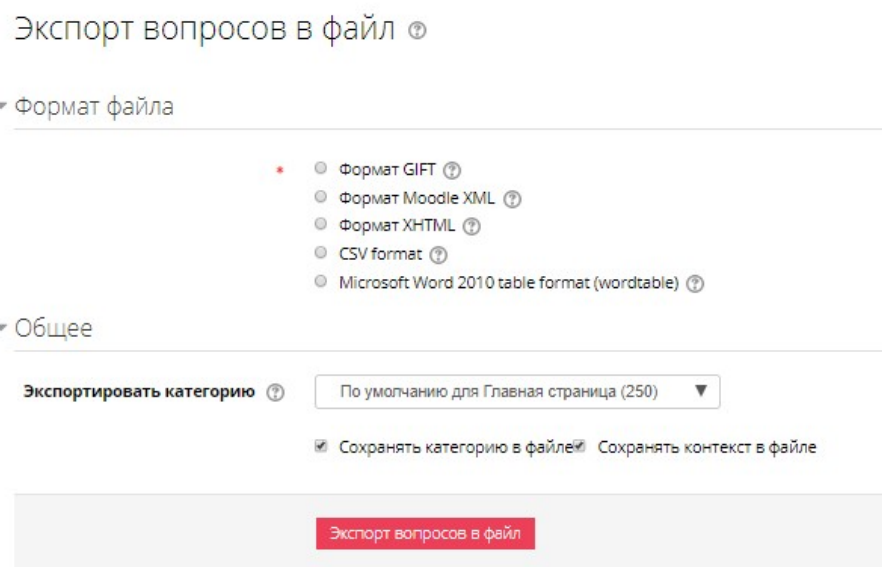 Экспорт вопросов в файл
Формат файла
* Формат GIFT
Формат Moodle XML
Формат XHTML
CSV format
Microsoft Word 2010 table format (wordtable)
Общее
Экспортировать категорию По умолчанию для Главная страница (250)
Сохранять категорию в файле Сохранять контекст в файле
Экспорт вопросов в файл